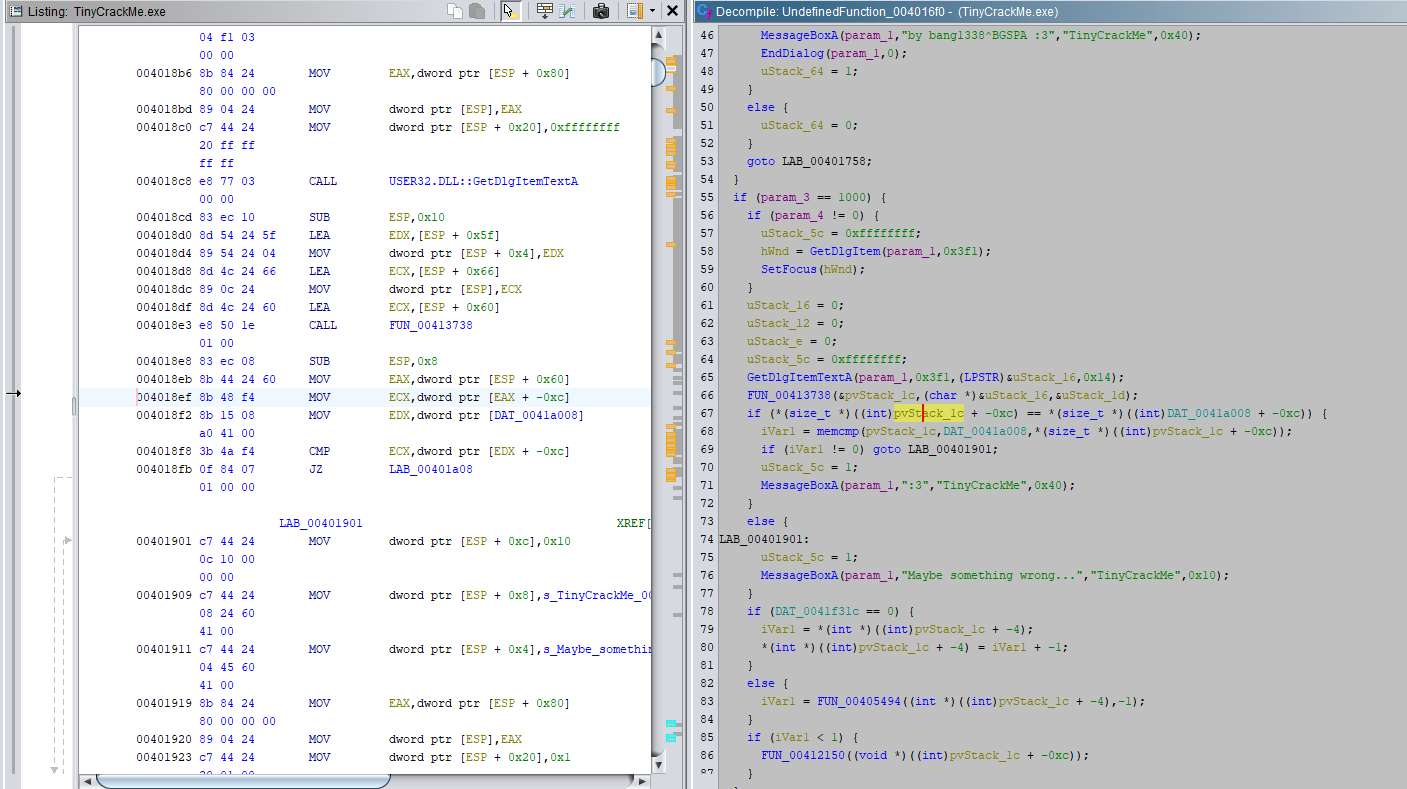 Listing: TinyCrackMe.exe
04 f1 03
00 00
004018b6 8b 84 24 MOV EAX,dword ptr [ESP + 0x80]
80 00 00 00
004018bd 89 04 24 MOV dword ptr [ESP],EAX
004018c0 c7 44 24 MOV dword ptr [ESP + 0x20],0xffffffff
20 ff ff
ff ff
004018c8 e8 77 03 CALL USER32.DLL::GetDlgItemTextA
00 00
004018cd 83 ec 10 SUB ESP,0x10
004018d0 8d 54 24 5f LEA EDX,[ESP + 0x5f]
004018d4 89 54 24 04 MOV dword ptr [ESP + 0x4],EDX
004018d8 8d 4c 24 66 LEA ECX,[ESP + 0x66]
004018dc 89 0c 24 MOV dword ptr [ESP],ECX
004018df 8d 4c 24 60 LEA ECX,[ESP + 0x60]
004018e3 e8 50 1e CALL FUN_00413738
01 00
004018e8 83 ec 08 SUB ESP,0x8
004018eb 8b 44 24 60 MOV EAX,dword ptr [ESP + 0x60]
004018ef 8b 48 f4 MOV ECX,dword ptr [EAX + -0xc]
004018f2 8b 15 08 MOV EDX,dword ptr [DAT_0041a008]
a0 41 00
004018f8 3b 4a f4 CMP ECX,dword ptr [EDX + -0xc]
004018fb 0f 84 07 JZ LAB_00401a08
01 00 00
LAB_00401901 XREF[
00401901 c7 44 24 MOV dword ptr [ESP + 0xc],0x10
0c 10 00
00 00
00401909 c7 44 24 MOV dword ptr [ESP + 0x8],s_TinyCrackMe_00
08 24 60
41 00
00401911 c7 44 24 MOV dword ptr [ESP + 0x4],s_Maybe_somethin
04 45 60
41 00
00401919 8b 84 24 MOV EAX,dword ptr [ESP + 0x80]
80 00 00 00
00401920 89 04 24 MOV dword ptr [ESP],EAX
00401923 c7 44 24 MOV dword ptr [ESP + 0x20],0x1
Decompile: UndefinedFunction_004016f0 - (TinyCrackMe.exe)
46 MessageBoxA(param_1,"by bang1338^BGSPA :3","TinyCrackMe",0x40);
47 EndDialog(param_1,0);
48 uStack_64 = 1;
49 }
50 else {
51 uStack_64 = 0;
52 }
53 goto LAB_00401758;
54 }
55 if (param_3 == 1000) {
56 if (param_4 != 0) {
57 uStack_5c = 0xffffffff;
58 hWnd = GetDlgItem(param_1,0x3f1);
59 SetFocus(hWnd);
60 }
61 uStack_16 = 0;
62 uStack_12 = 0;
63 uStack_e = 0;
64 uStack_5c = 0xffffffff;
65 GetDlgItemTextA(param_1,0x3f1,(LPSTR)&uStack_16,0x14);
66 FUN_00413738(&pvStack_1c,(char *)&uStack_16,&uStack_1d);
67 if (*(size_t *)((int)pvStack_1c + -0xc) == *(size_t *)((int)DAT_0041a008 + -0xc)) {
68 iVar1 = memcmp(pvStack_1c,DAT_0041a008,*(size_t *)((int)pvStack_1c + -0xc));
69 if (iVar1 != 0) goto LAB_00401901;
70 uStack_5c = 1;
71 MessageBoxA(param_1,":3","TinyCrackMe",0x40);
72 }
73 else {
74 LAB_00401901:
75 uStack_5c = 1;
76 MessageBoxA(param_1,"Maybe something wrong...","TinyCrackMe",0x10);
77 }
78 if (DAT_0041f31c == 0) {
79 iVar1 = *(int *)((int)pvStack_1c + -4);
80 *(int *)((int)pvStack_1c + -4) = iVar1 + -1;
81 }
82 else {
83 iVar1 = FUN_00405494((int *)((int)pvStack_1c + -4),-1);
84 }
85 if (iVar1 < 1) {
86 FUN_00412150((void *)((int)pvStack_1c + -0xc));
87 }